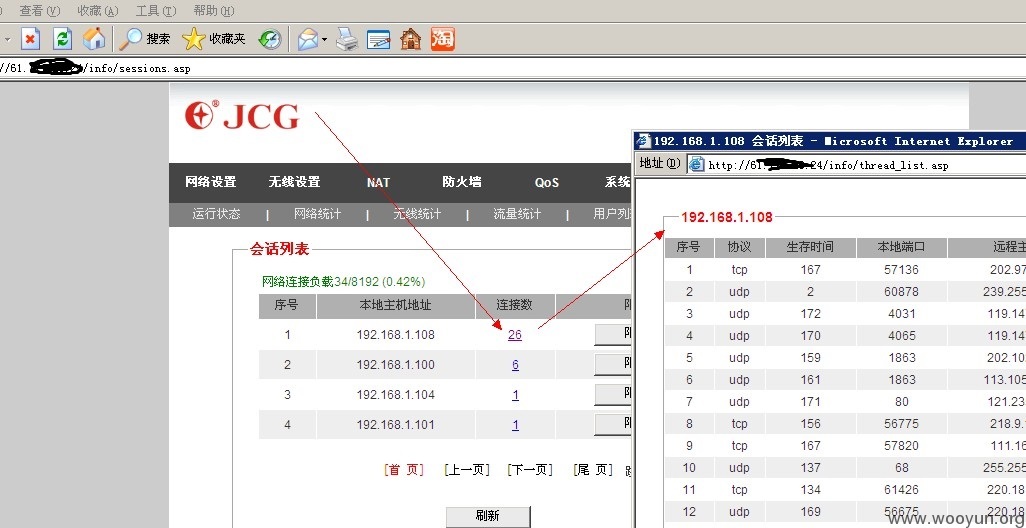 查看(V) 收藏(A) 工具(T) 帮助(H)
搜索 收藏夹 淘
//61. /info/sessions.asp
JCG
192.168.1.108 会话列表 - Microsoft Internet Explorer
地址(D) http://61. 24/info/thread_list.asp
网络设置 无线设置 NAT 防火墙 QoS 系统
运行状态 | 网络统计 | 无线统计 | 流量统计 | 用户列
会话列表
网络连接负载34/8192 (0.42%)
序号 本地主机地址 连接数
1 192.168.1.108 26
2 192.168.1.100 6
3 192.168.1.104 1
4 192.168.1.101 1
[首 页] [上一页] [下一页] [尾 页]
刷新
192.168.1.108
序号 协议 生存时间 本地端口 远程主
1 tcp 167 57136 202.97
2 udp 2 60878 239.255
3 udp 172 4031 119.14
4 udp 170 4065 119.14
5 udp 159 1863 202.10
6 udp 161 1863 113.105
7 udp 171 80 121.23
8 tcp 156 56775 218.9.
9 tcp 167 57820 111.16
10 udp 137 68 255.255
11 tcp 134 61426 220.18
12 udp 169 56675 220.18
www.wooyun.org